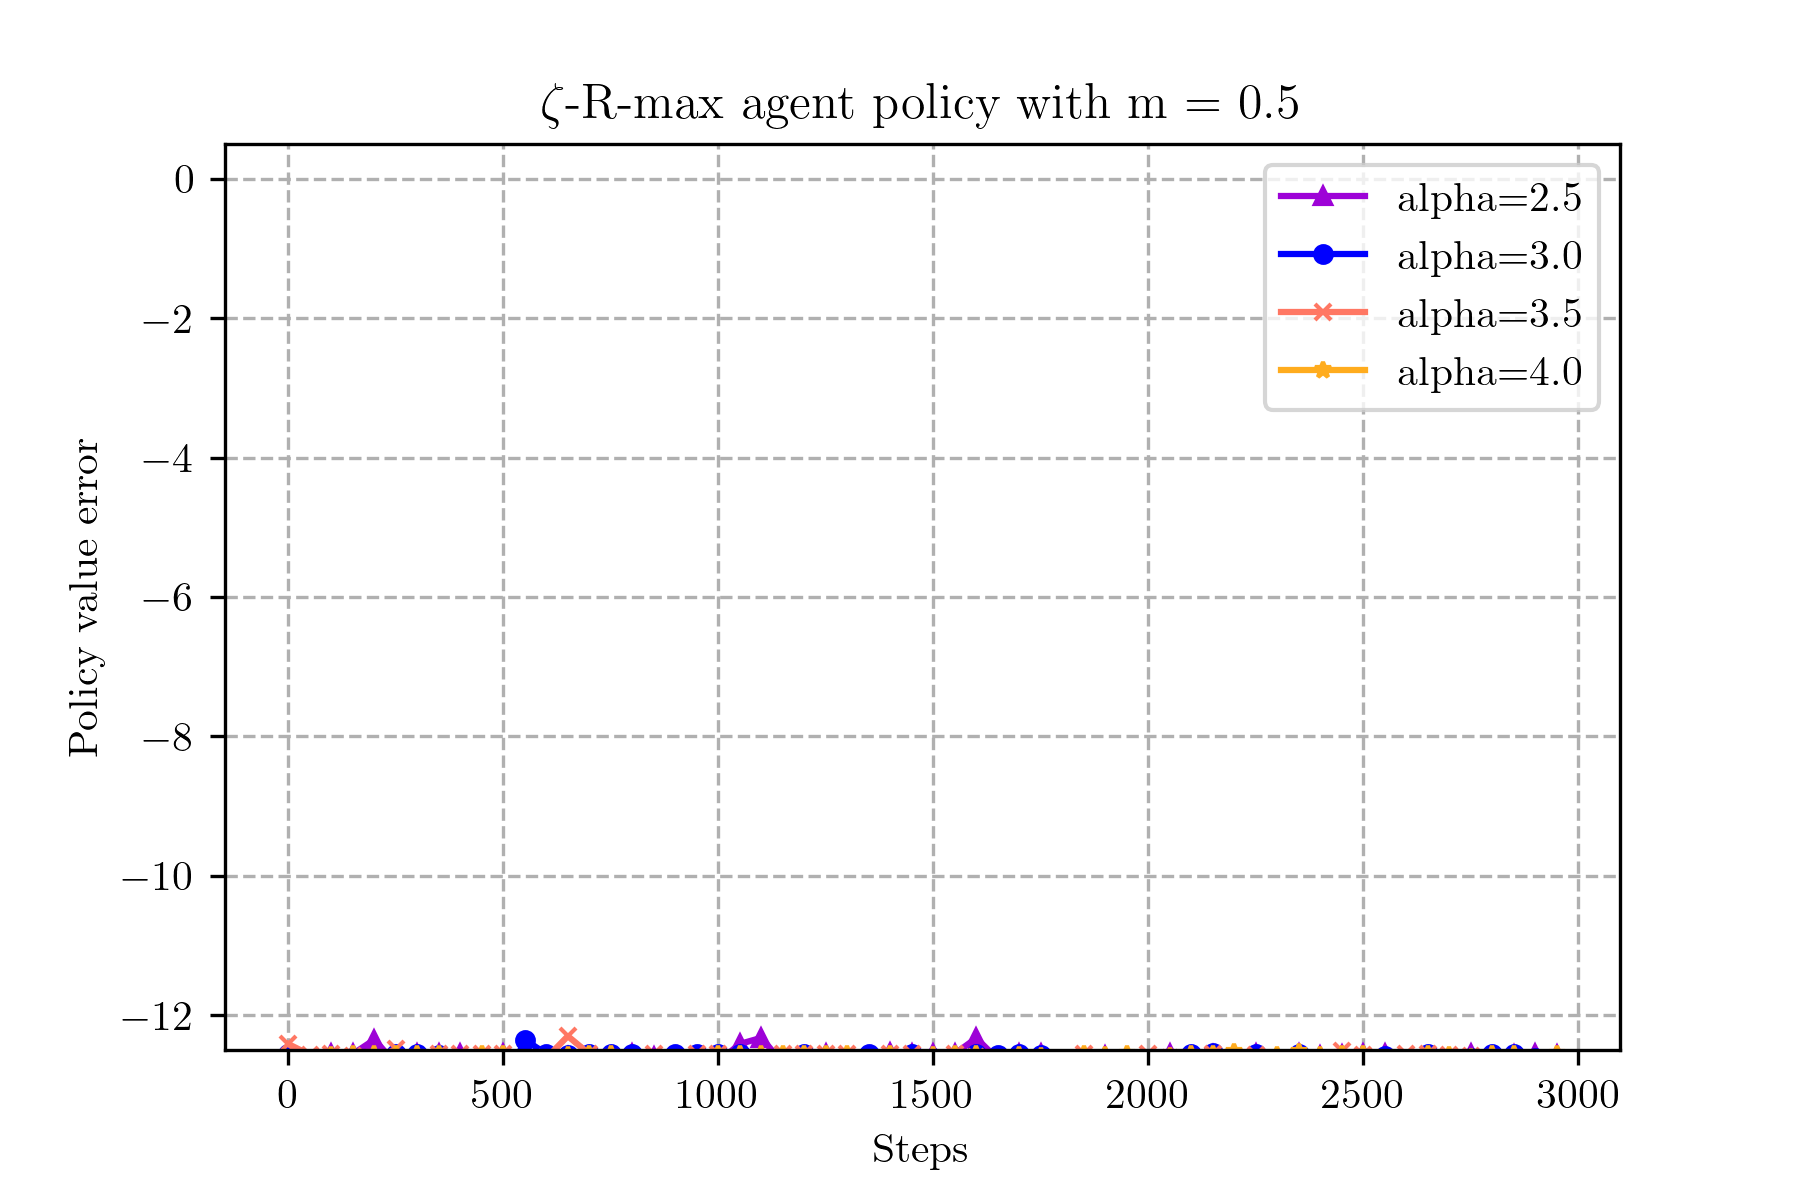 ζ-R-max agent policy with m = 0.5
alpha=2.5
alpha=3.0
alpha=3.5
alpha=4.0
Policy value error
0
−2
−4
−6
−8
−10
−12
0 500 1000 1500 2000 2500 3000
Steps